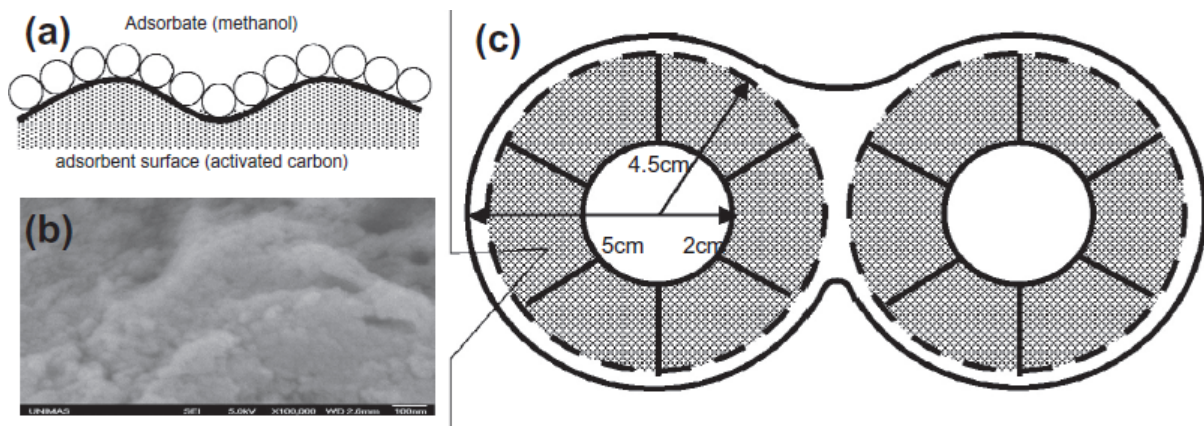 (a)
Adsorbate (methanol)
adsorbent surface (activated carbon)
(b)
UNIMAS SEI 5.0kV X100,000 WD 2.6mm 100nm
(c)
4.5cm
5cm
2cm